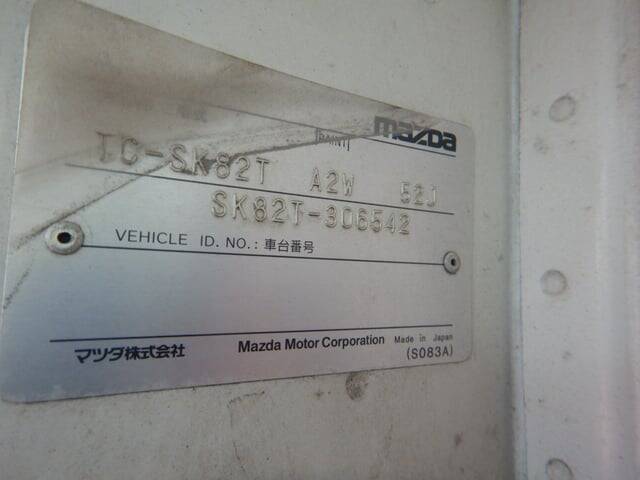 mazda
PAINT
TC-SK82T A2W 52J
SK82T-306542
VEHICLE ID. NO.: 車台番号
マツダ株式会社 Mazda Motor Corporation Made in Japan
(S083A)